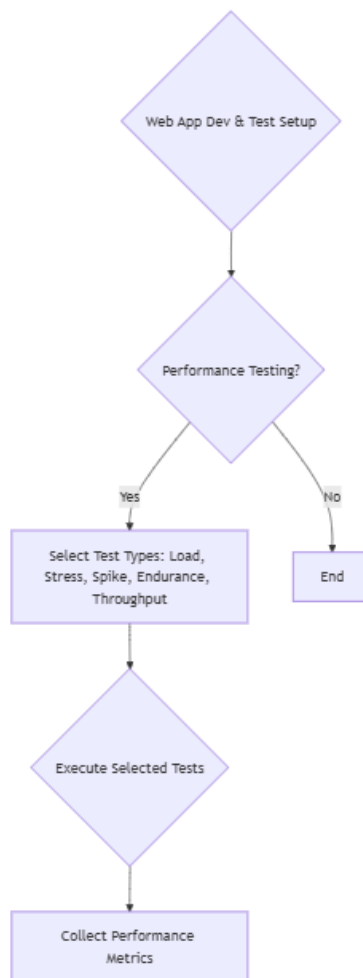 Web App Dev & Test Setup
Performance Testing?
Yes
No
Select Test Types: Load,
Stress, Spike, Endurance,
Throughput
End
Execute Selected Tests
Collect Performance
Metrics